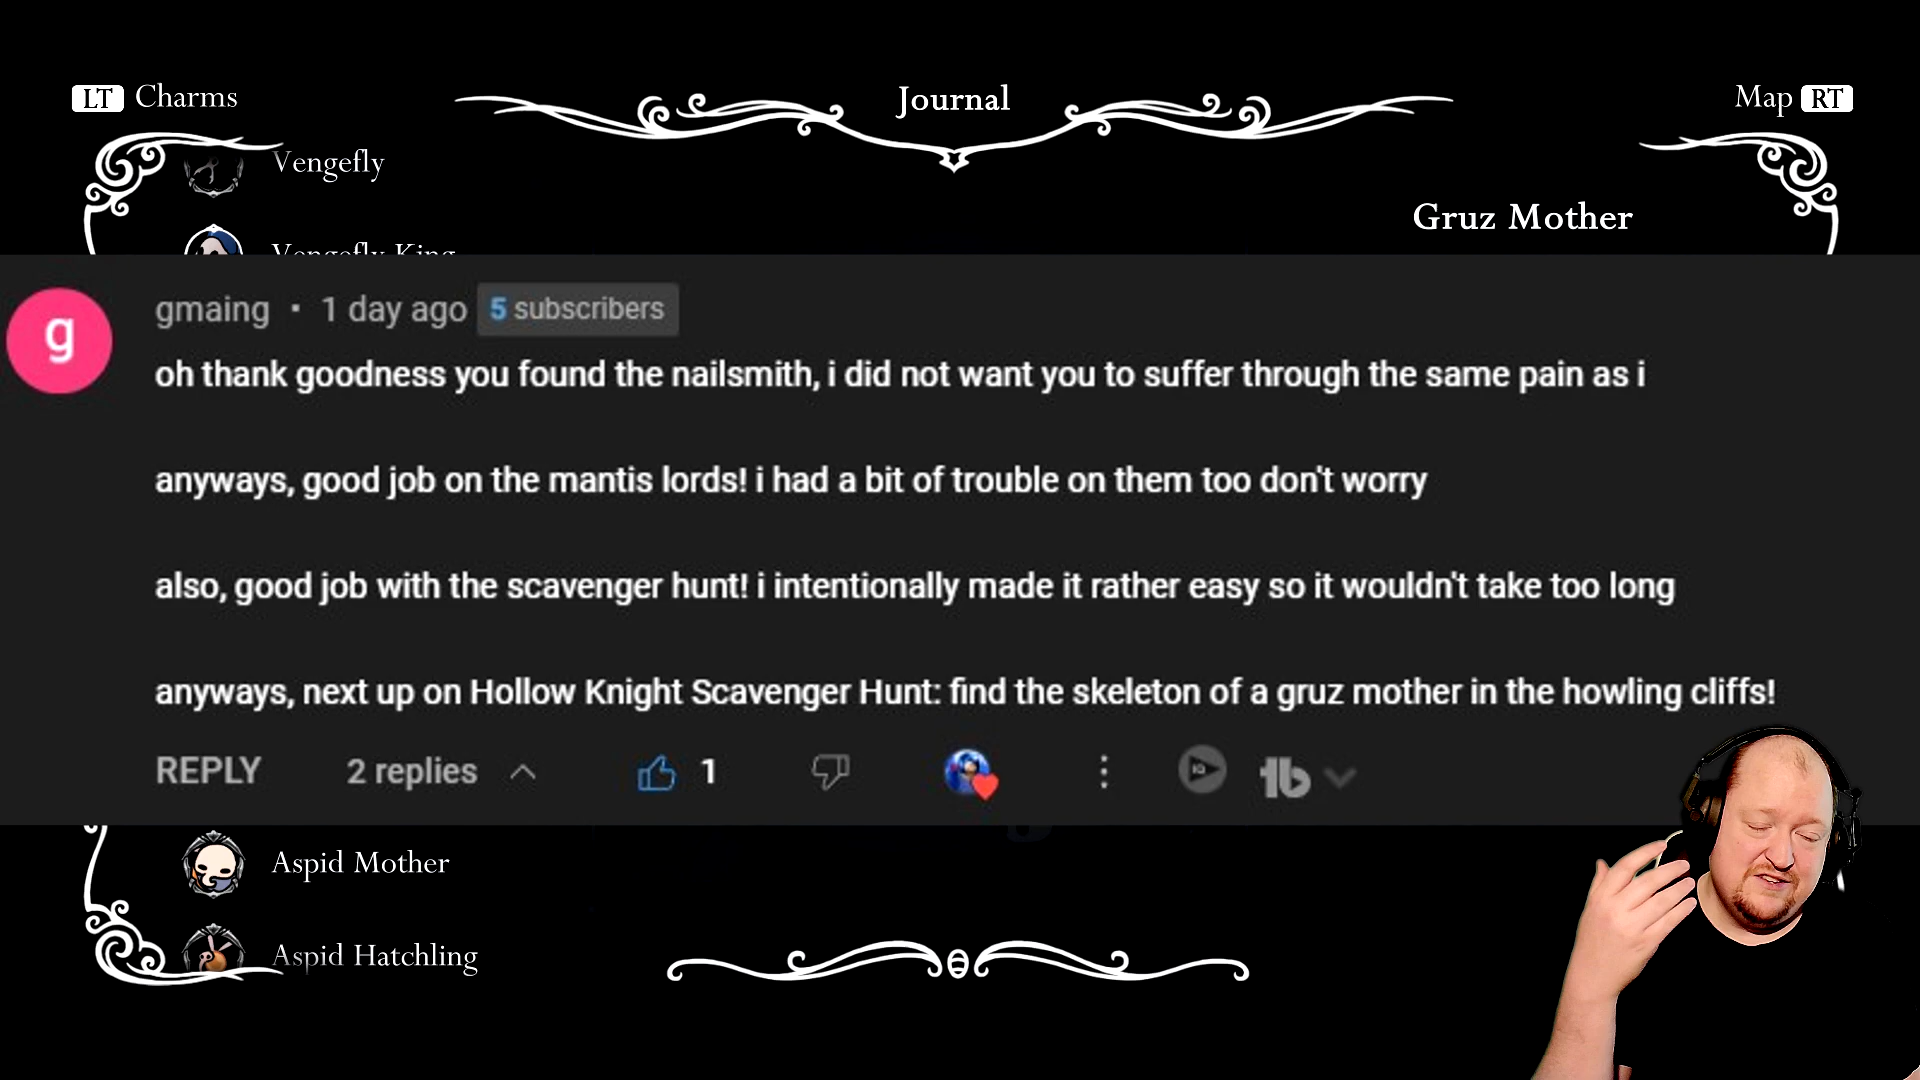 LT Charms
Journal
Map RT
Vengefly
Gruz Mother
Vengefly King
g
gmaing • 1 day ago 5 subscribers
oh thank goodness you found the nailsmith, i did not want you to suffer through the same pain as i
anyways, good job on the mantis lords! i had a bit of trouble on them too don't worry
also, good job with the scavenger hunt! i intentionally made it rather easy so it wouldn't take too long
anyways, next up on Hollow Knight Scavenger Hunt: find the skeleton of a gruz mother in the howling cliffs!
REPLY 2 replies 1 IQ tb
Aspid Mother
Aspid Hatchling